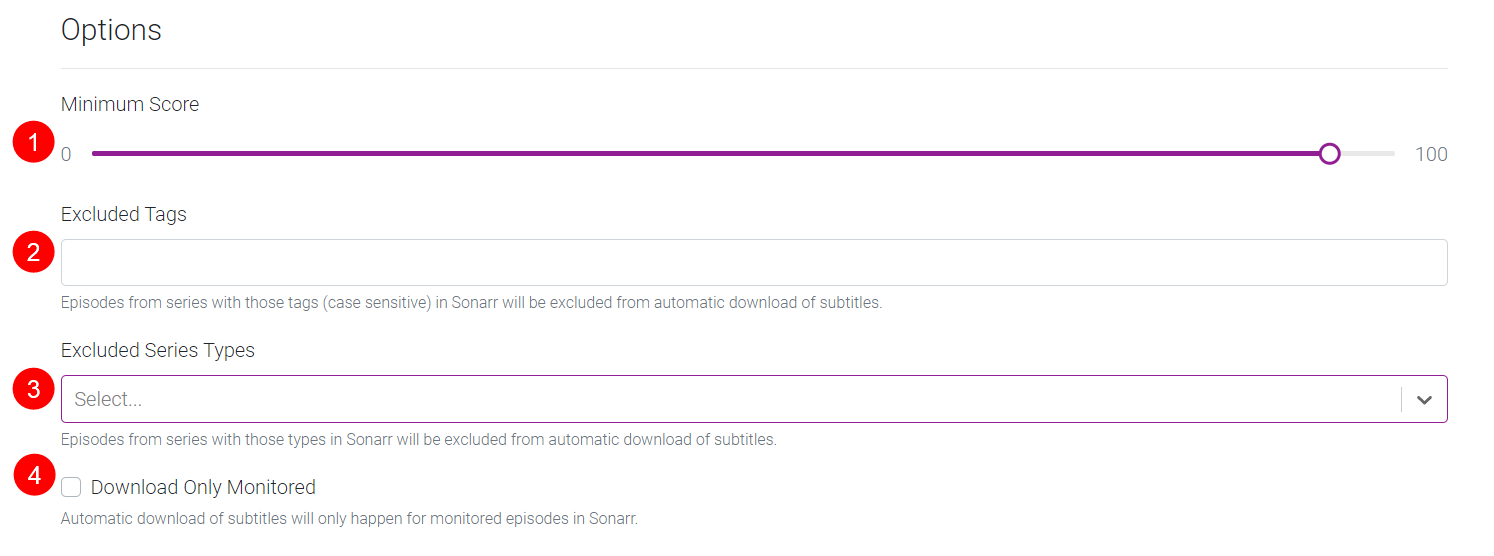 Options
Minimum Score
1
0
100
Excluded Tags
2
Episodes from series with those tags (case sensitive) in Sonarr will be excluded from automatic download of subtitles.
Excluded Series Types
3
Select...
Episodes from series with those types in Sonarr will be excluded from automatic download of subtitles.
4
Download Only Monitored
Automatic download of subtitles will only happen for monitored episodes in Sonarr.